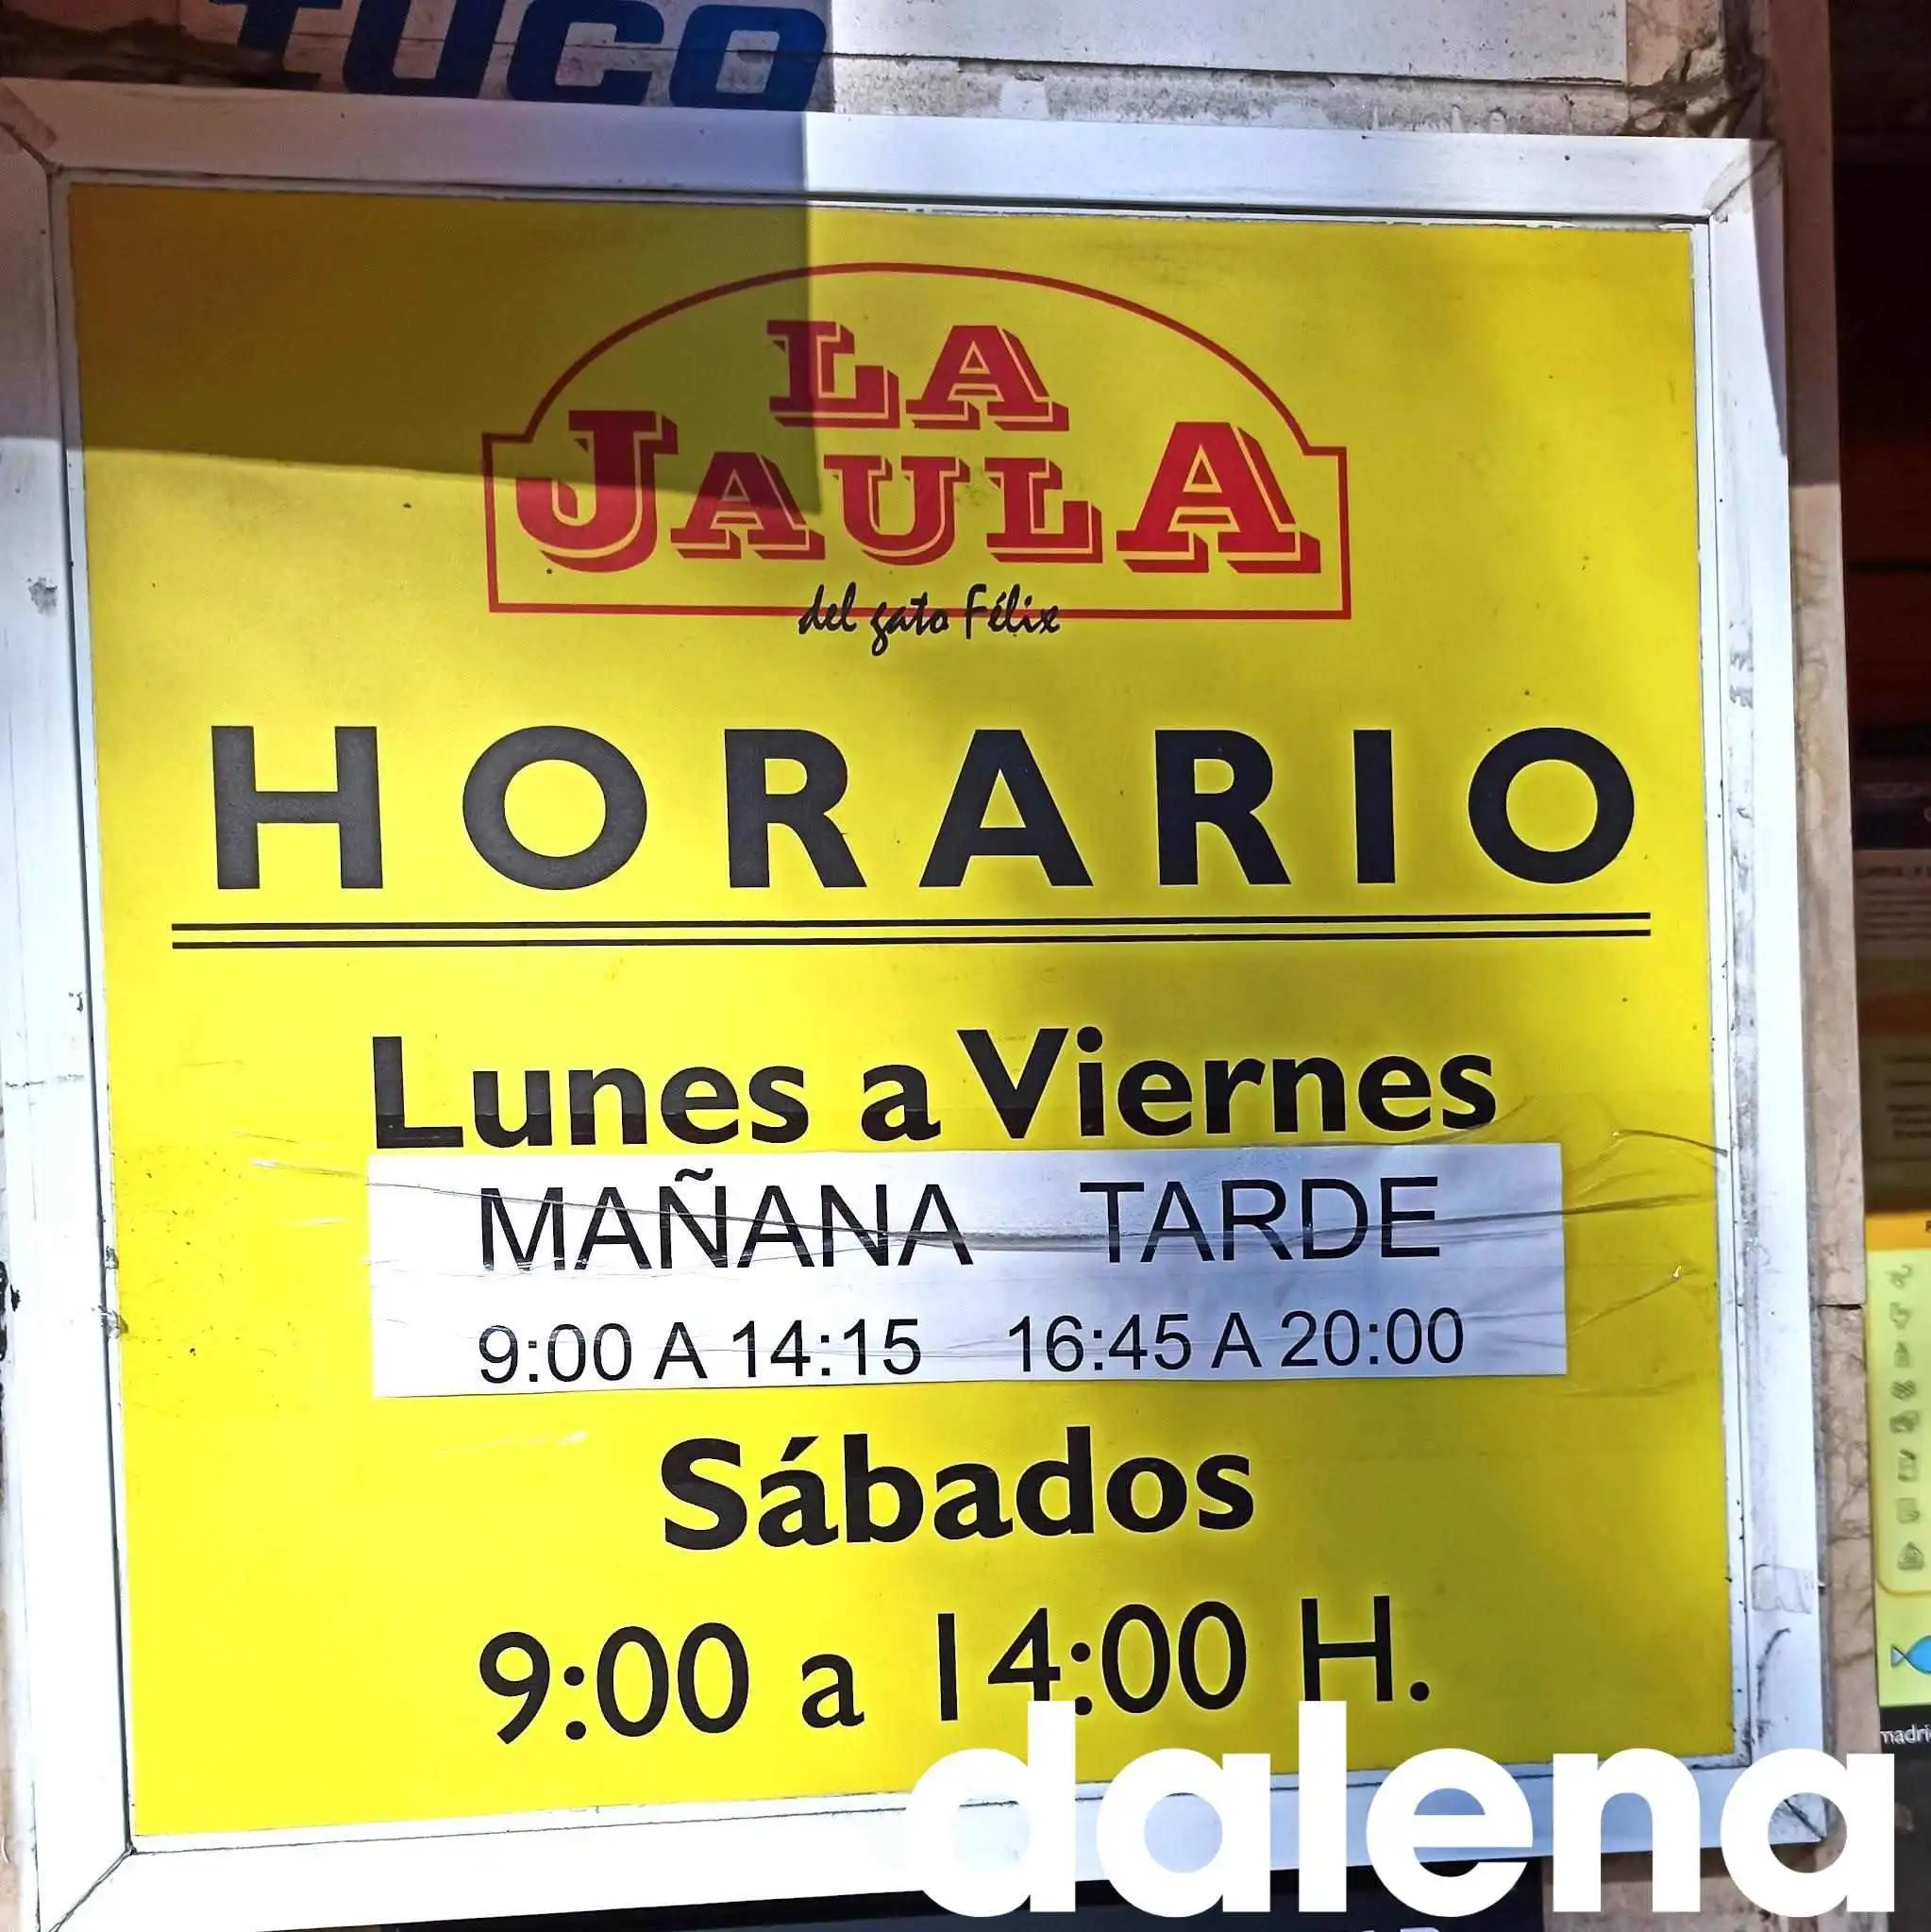 LA
JAULA
del gato Félix
HORARIO
Lunes a Viernes
MAÑANA TARDE
9:00 A 14:15 16:45 A 20:00
Sábados
9:00 a 14:00 H.
dalena